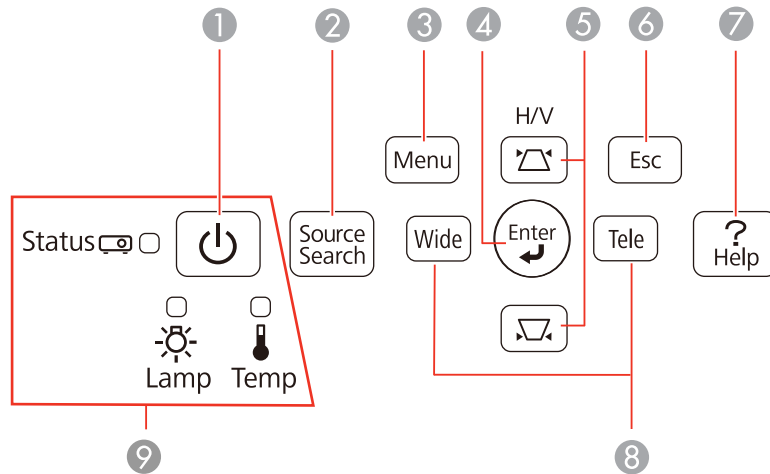 1 2 3 4 5 6 7
H/V
Menu Esc
Status Source Search Wide Enter Tele ? Help
Lamp Temp
9 8